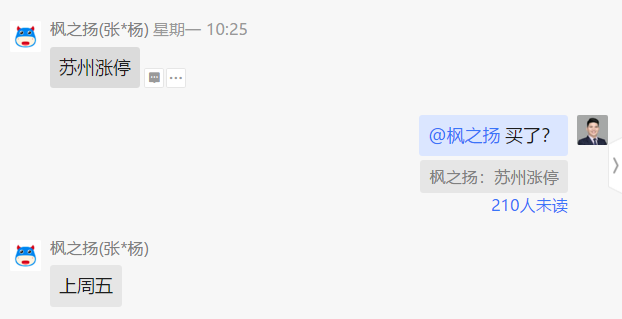 枫之扬(张*杨) 星期一 10:25
苏州涨停
@枫之扬 买了？
枫之扬：苏州涨停
210人未读
枫之扬(张*杨)
上周五